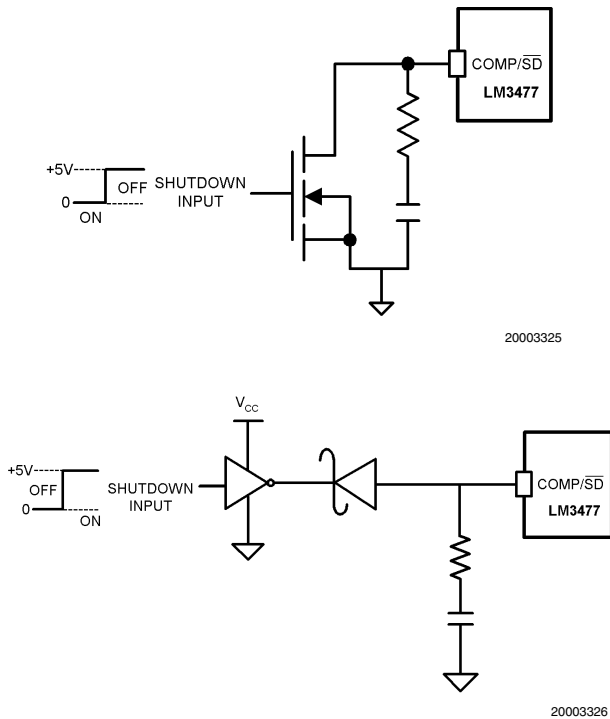 COMP/SD
LM3477
+5V
OFF
SHUTDOWN
INPUT
0
ON
20003325
VCC
+5V
OFF
0
ON
SHUTDOWN
INPUT
COMP/SD
LM3477
20003326